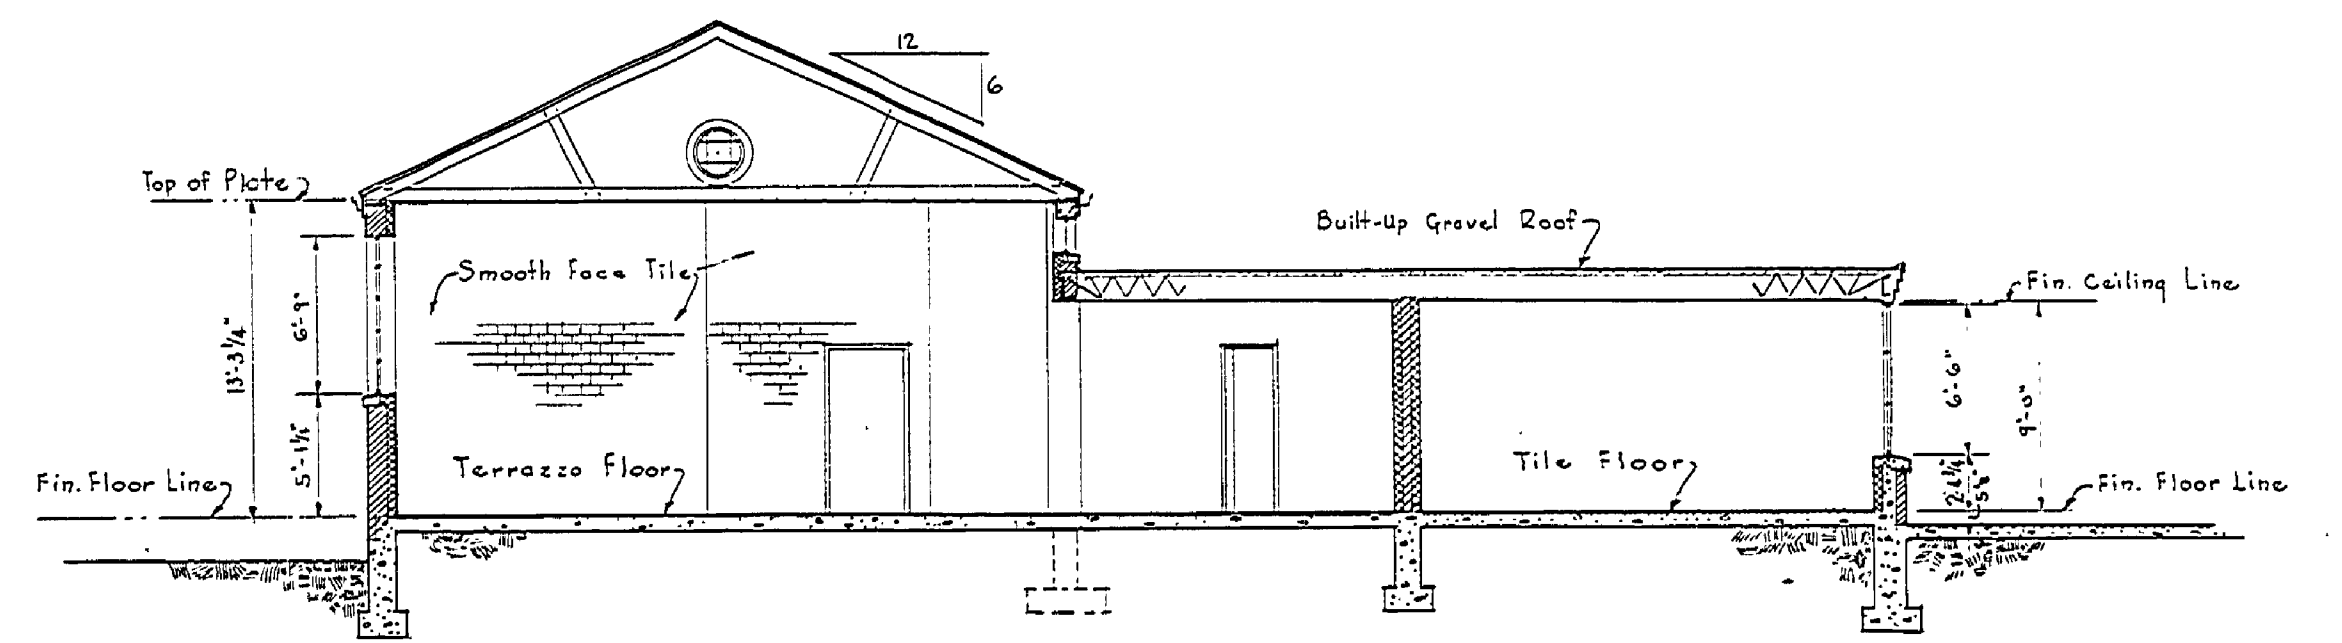 12
6
Top of Plate
Built-Up Gravel Roof
Smooth Face Tile
Fin. Ceiling Line
6'-9"
13'-3 1/4"
6'-6"
9'-0"
5'-1 1/2"
Terrazzo Floor
Tile Floor
Fin. Floor Line
Fin. Floor Line